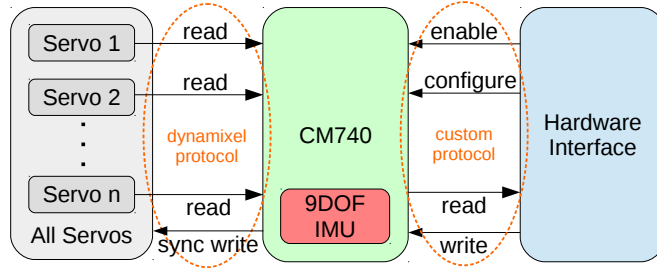 Servo 1
Servo 2
Servo n
All Servos
read
read
dynamixel
protocol
read
sync write
CM740
9DOF
IMU
enable
configure
custom
protocol
read
write
Hardware
Interface